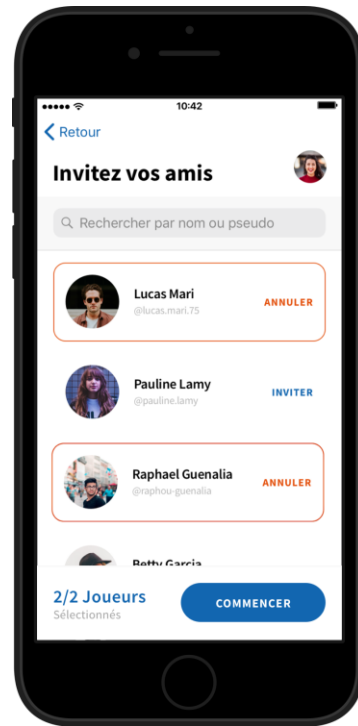 10:42
Retour
Invitez vos amis
Rechercher par nom ou pseudo
Lucas Mari
@lucas.mari.75
ANNULER
Pauline Lamy
@pauline.lamy
INVITER
Raphael Guenalia
@raphou-guenalia
ANNULER
Betty Garcia
2/2 Joueurs
Sélectionnés
COMMENCER